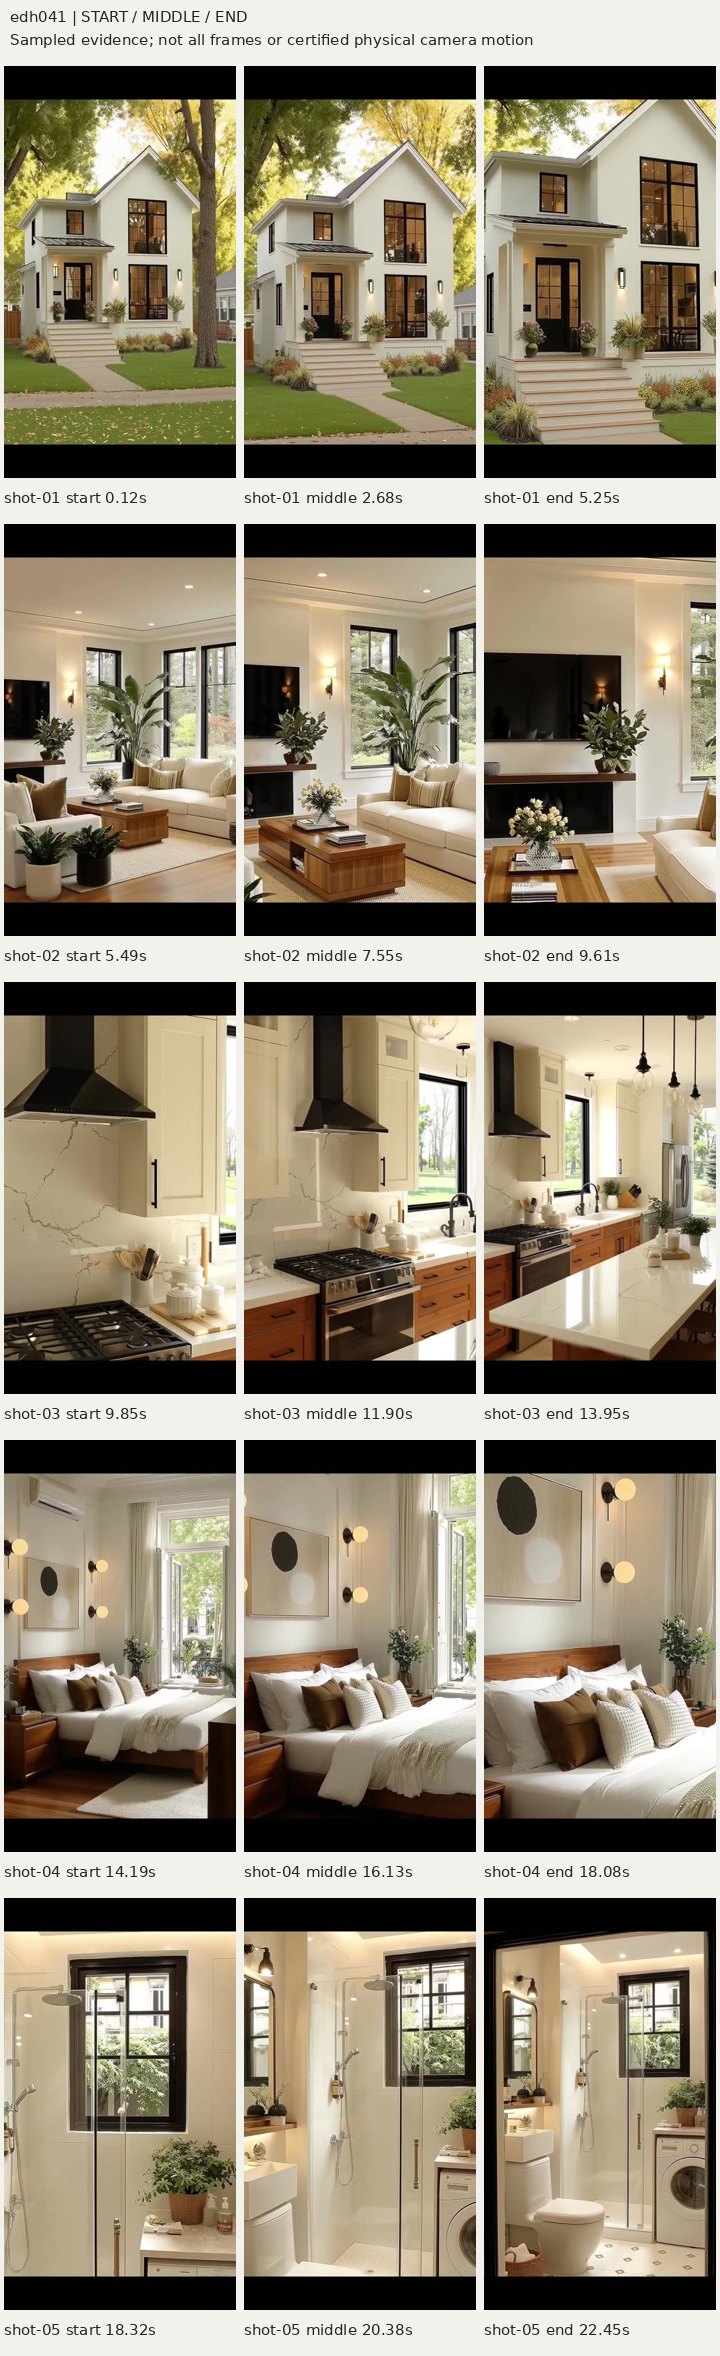 edh041 | START / MIDDLE / END
Sampled evidence; not all frames or certified physical camera motion
shot-01 start 0.12s
shot-01 middle 2.68s
shot-01 end 5.25s
shot-02 start 5.49s
shot-02 middle 7.55s
shot-02 end 9.61s
shot-03 start 9.85s
shot-03 middle 11.90s
shot-03 end 13.95s
shot-04 start 14.19s
shot-04 middle 16.13s
shot-04 end 18.08s
shot-05 start 18.32s
shot-05 middle 20.38s
shot-05 end 22.45s